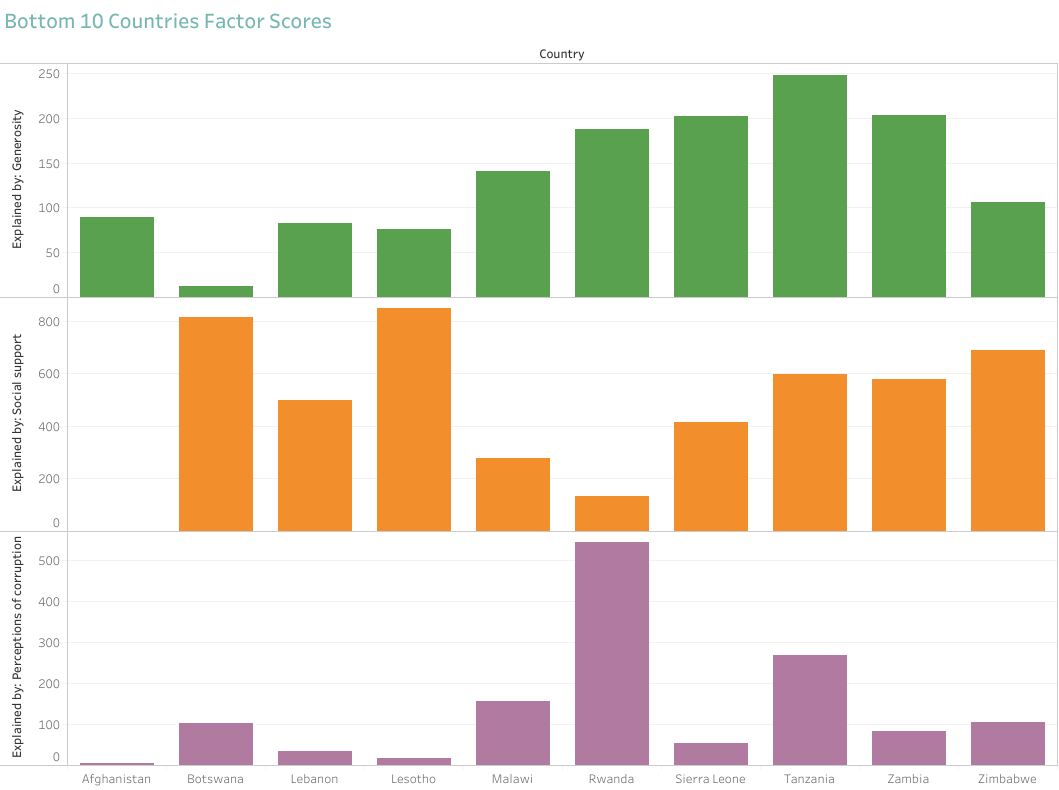 Bottom 10 Countries Factor Scores
Country
Explained by: Generosity
250
200
150
100
50
0
Explained by: Social support
800
600
400
200
0
Explained by: Perceptions of corruption
500
400
300
200
100
0
Afghanistan Botswana Lebanon Lesotho Malawi Rwanda Sierra Leone Tanzania Zambia Zimbabwe